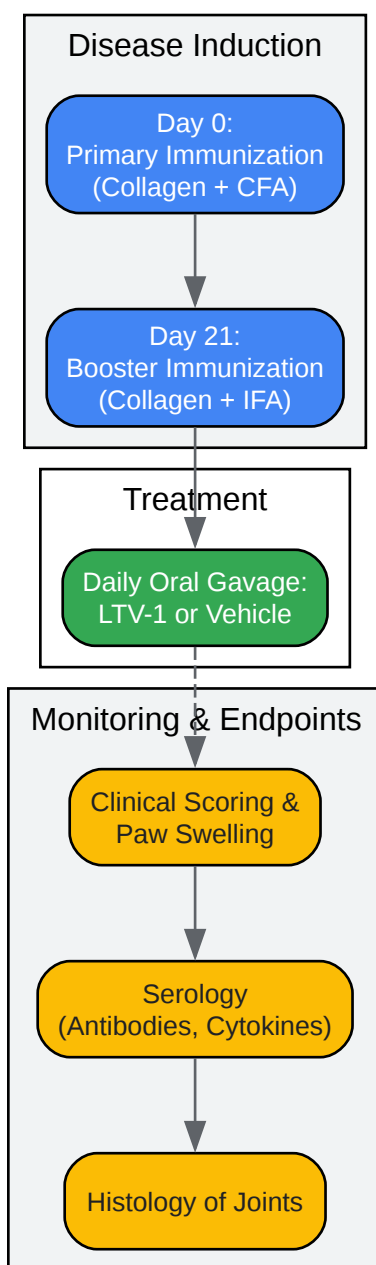 Disease Induction
Day 0:
Primary Immunization
(Collagen + CFA)
Day 21:
Booster Immunization
(Collagen + IFA)
Treatment
Daily Oral Gavage:
LTV-1 or Vehicle
Monitoring & Endpoints
Clinical Scoring &
Paw Swelling
Serology
(Antibodies, Cytokines)
Histology of Joints